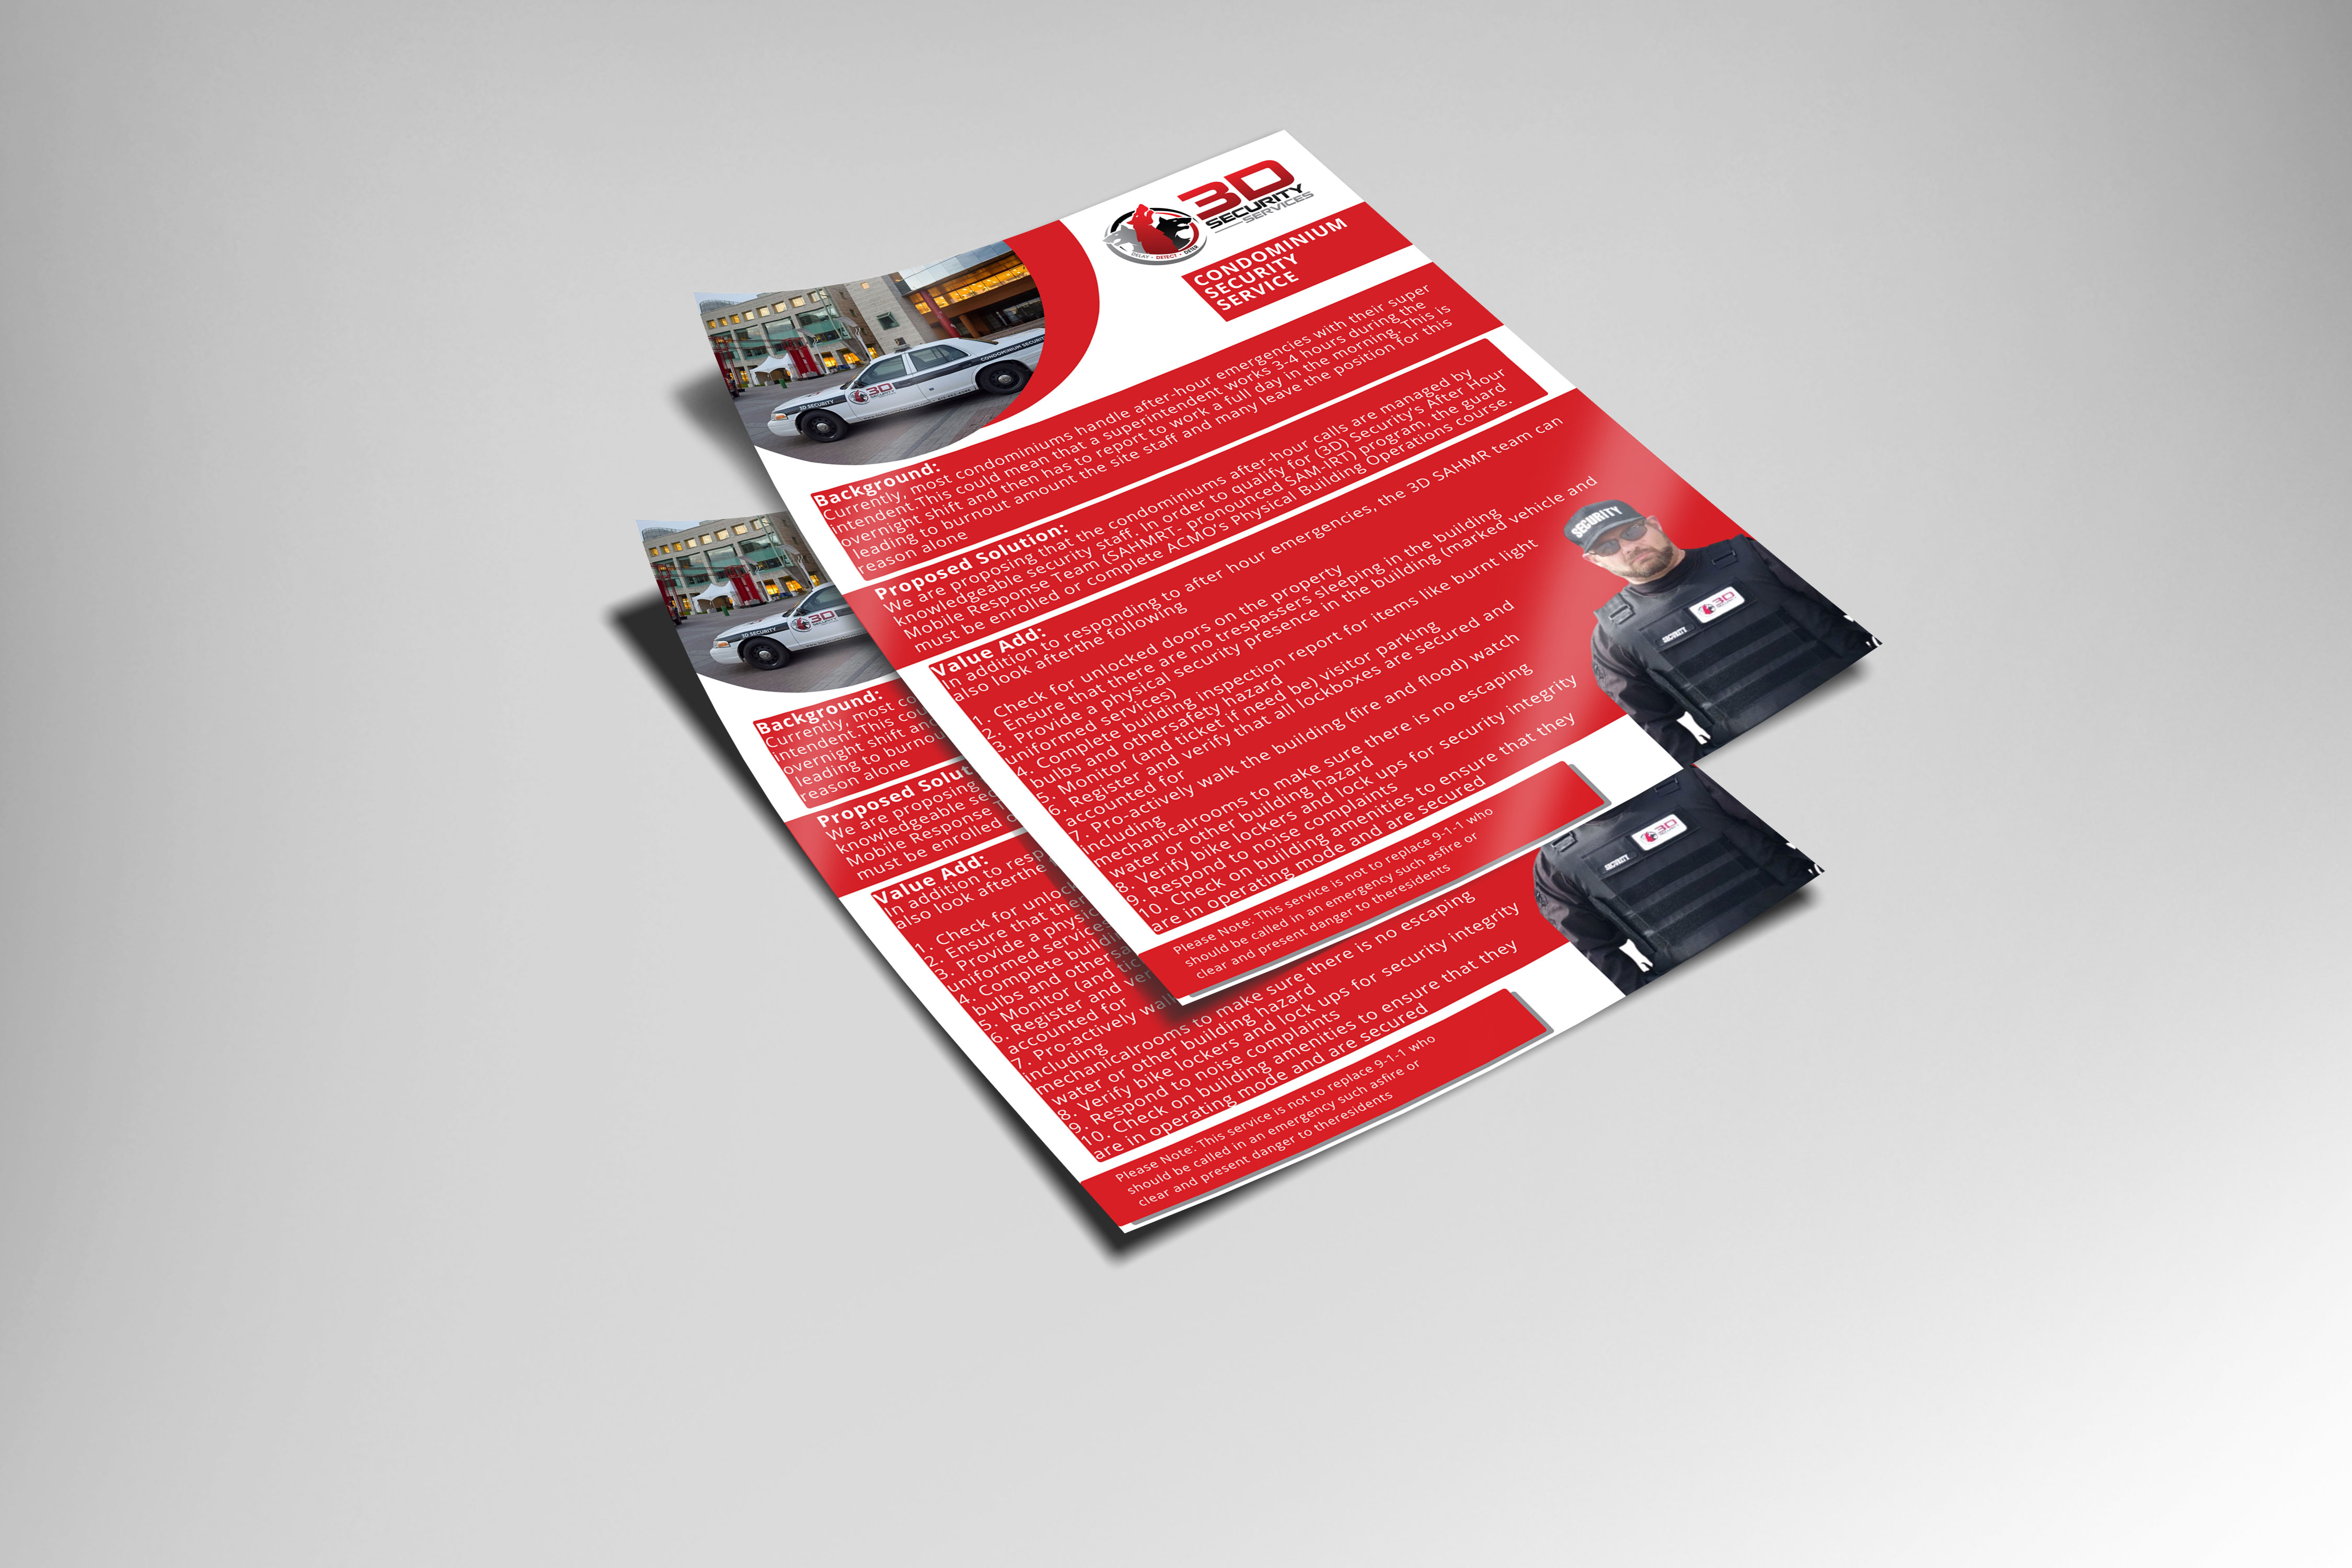 3D
SECURITY
SERVICES
DELAY • DETECT • DETER
CONDOMINIUM
SECURITY
SERVICE
CONDOMINIUM SECURITY
3D SECURITY
3D
Background:
Currently, most condominiums handle after-hour emergencies with their super
intendent.This could mean that a superintendent works 3-4 hours during the
overnight shift and then has to report to work a full day in the morning. This is
leading to burnout amount the site staff and many leave the position for this
reason alone
Proposed Solution:
We are proposing that the condominiums after-hour calls are managed by
knowledgeable security staff. In order to qualify for (3D) Security's After Hour
Mobile Response Team (SAHMRT- pronounced SAM-iRT) program, the guard
must be enrolled or complete ACMO's Physical Building Operations course.
Value Add:
In addition to responding to after hour emergencies, the 3D SAHMR team can
also look afterthe following
1. Check for unlocked doors on the property
2. Ensure that there are no trespassers sleeping in the building
3. Provide a physical security presence in the building (marked vehicle and
uniformed services)
4. Complete building inspection report for items like burnt light
bulbs and othersafety hazard
5. Monitor (and ticket if need be) visitor parking
6. Register and verify that all lockboxes are secured and
accounted for
7. Pro-actively walk the building (fire and flood) watch
including
mechanicalrooms to make sure there is no escaping
water or other building hazard
8. Verify bike lockers and lock ups for security integrity
9. Respond to noise complaints
10. Check on building amenities to ensure that they
are in operating mode and are secured
Please Note: This service is not to replace 9-1-1 who
should be called in an emergency such asfire or
clear and present danger to theresidents
SECURITY
3D
SECURITY
3D SECURITY
3D
Background:
Currently, most co
intendent.This cou
overnight shift and
leading to burnou
reason alone
Proposed Solut
We are proposing
knowledgeable sec
Mobile Response T
must be enrolled o
Value Add:
In addition to resp
also look afterthe
1. Check for unlock
2. Ensure that ther
3. Provide a physic
uniformed services
4. Complete buildi
bulbs and othersa
5. Monitor (and tic
6. Register and ver
accounted for
7. Pro-actively walk
including
mechanicalrooms to make sure there is no escaping
water or other building hazard
8. Verify bike lockers and lock ups for security integrity
9. Respond to noise complaints
10. Check on building amenities to ensure that they
are in operating mode and are secured
Please Note: This service is not to replace 9-1-1 who
should be called in an emergency such asfire or
clear and present danger to theresidents
3D
SECURITY